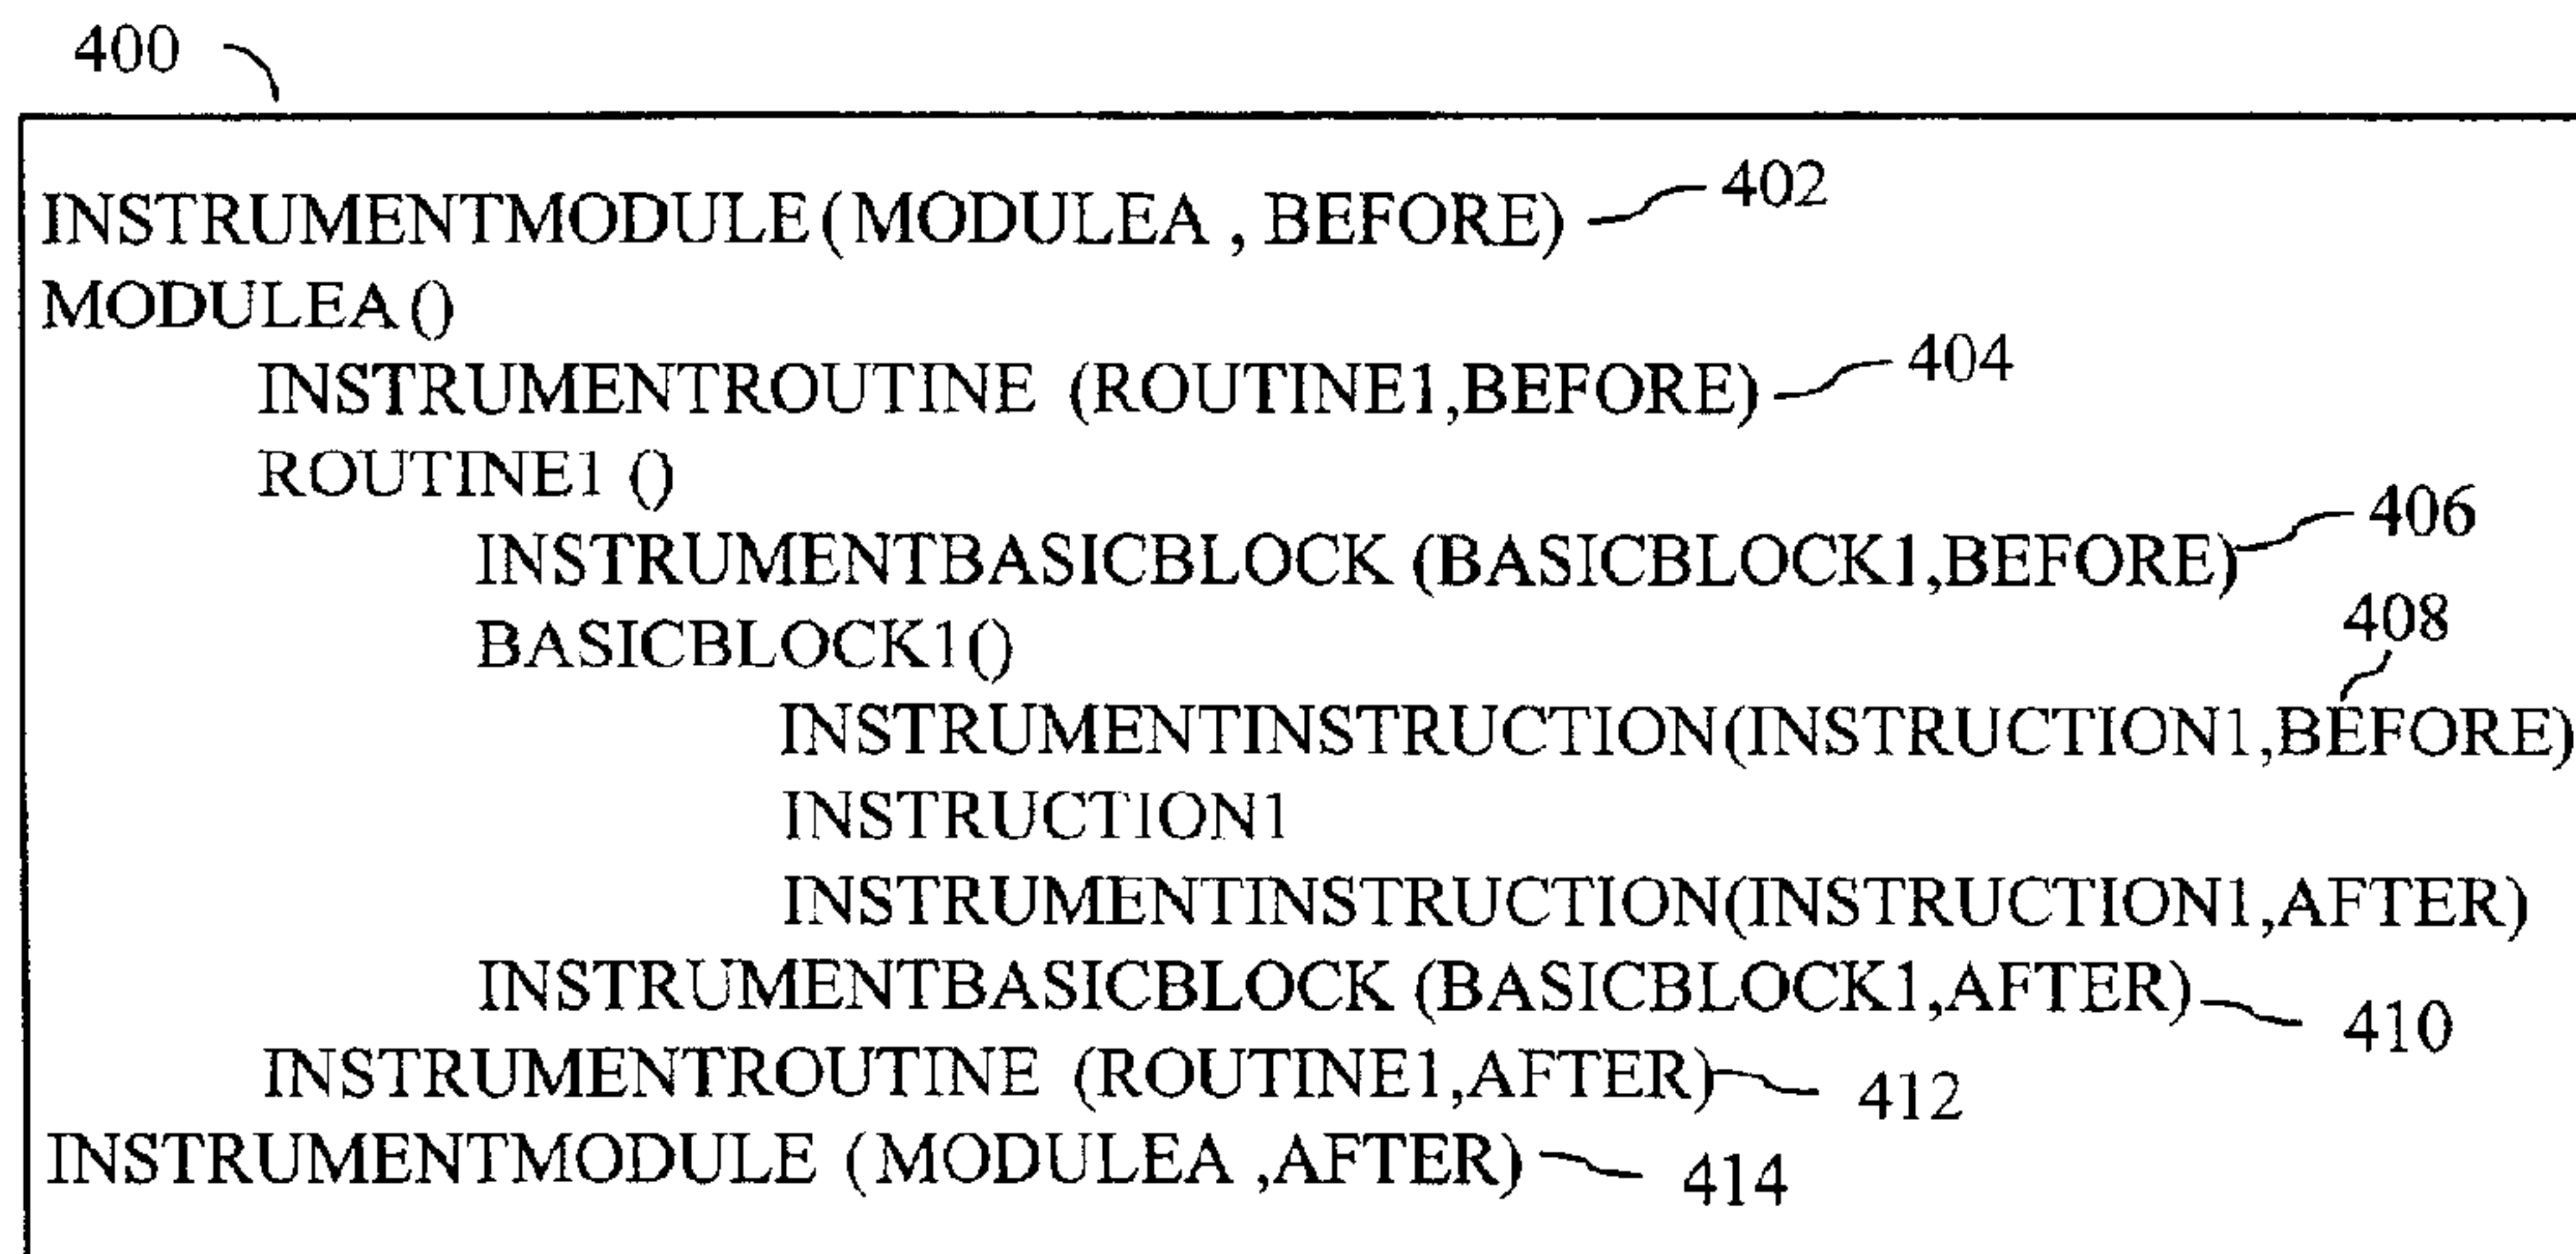 400
INSTRUMENTMODULE(MODULEA , BEFORE) 402
MODULEA()
INSTRUMENTROUTINE (ROUTINE1,BEFORE) 404
ROUTINE1 ()
INSTRUMENTBASICBLOCK (BASICBLOCK1,BEFORE) 406
BASICBLOCK1()
408
INSTRUMENTINSTRUCTION(INSTRUCTION1,BEFORE)
INSTRUCTION1
INSTRUMENTINSTRUCTION(INSTRUCTION1,AFTER)
INSTRUMENTBASICBLOCK (BASICBLOCK1,AFTER) 410
INSTRUMENTROUTINE (ROUTINE1,AFTER) 412
INSTRUMENTMODULE (MODULEA ,AFTER) 414